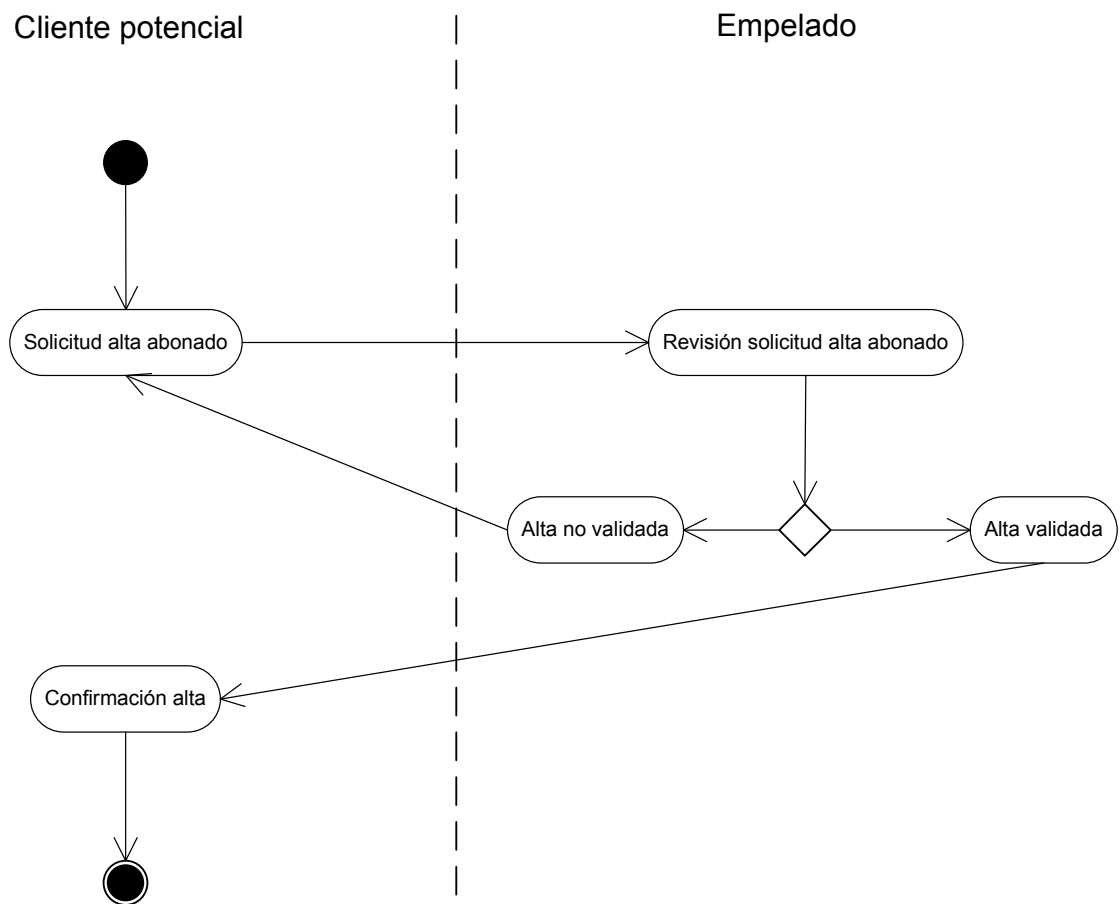 Cliente potencial
Empelado
Solicitud alta abonado
Revisión solicitud alta abonado
Alta no validada
Alta validada
Confirmación alta